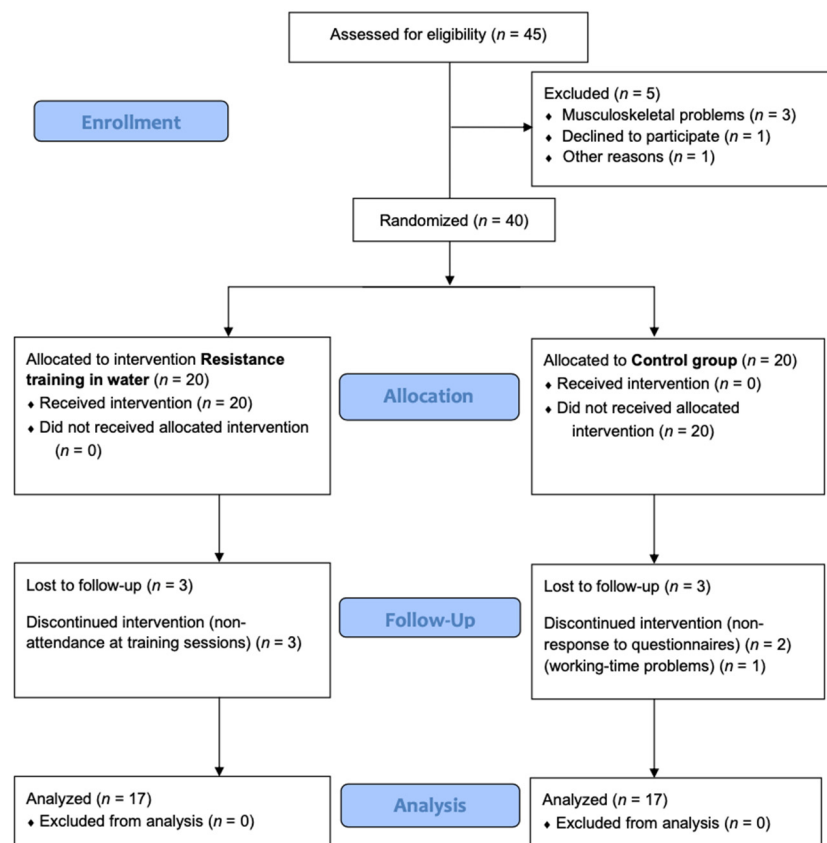 Assessed for eligibility (n = 45)
Enrollment
Excluded (n = 5)
⬧ Musculoskeletal problems (n = 3)
⬧ Declined to participate (n = 1)
⬧ Other reasons (n = 1)
Randomized (n = 40)
Allocated to intervention Resistance
training in water (n = 20)
⬧ Received intervention (n = 20)
⬧ Did not received allocated intervention
(n = 0)
Allocation
Allocated to Control group (n = 20)
⬧ Received intervention (n = 0)
⬧ Did not received allocated
intervention (n = 20)
Lost to follow-up (n = 3)
Discontinued intervention (non-
attendance at training sessions) (n = 3)
Follow-Up
Lost to follow-up (n = 3)
Discontinued intervention (non-
response to questionnaires) (n = 2)
(working-time problems) (n = 1)
Analyzed (n = 17)
⬧ Excluded from analysis (n = 0)
Analysis
Analyzed (n = 17)
⬧ Excluded from analysis (n = 0)